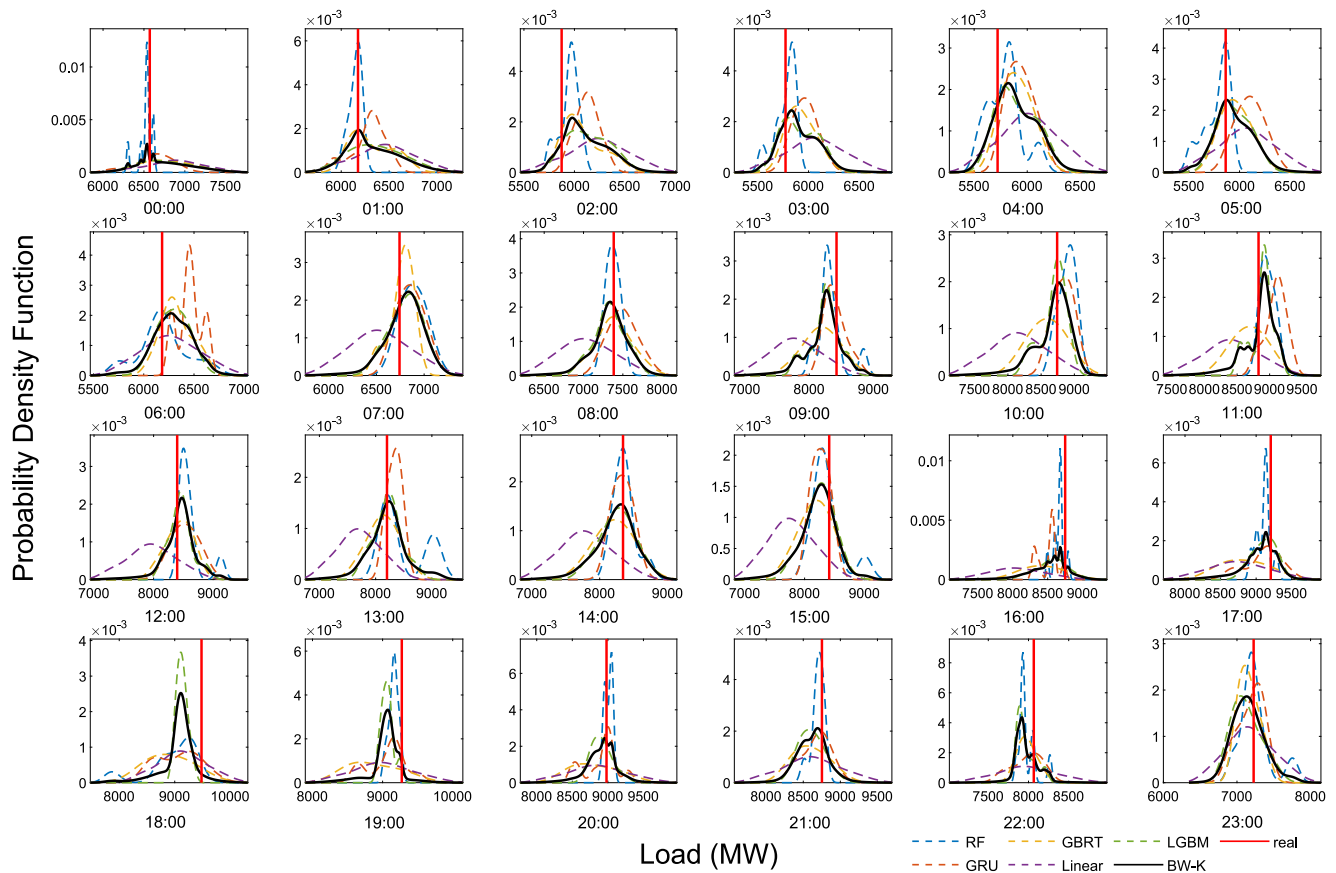 ×10⁻³ ×10⁻³ ×10⁻³ ×10⁻³ ×10⁻³
0.01 0.005 0
6 4 2 0
4 2 0
4 2 0
3 2 1 0
4 3 2 1 0
6000 6500 7000 7500
6000 6500 7000
5500 6000 6500 7000
5500 6000 6500
5500 6000 6500
5500 6000 6500
00:00 01:00 02:00 03:00 04:00 05:00
×10⁻³ ×10⁻³ ×10⁻³ ×10⁻³ ×10⁻³ ×10⁻³
4 3 2 1 0
3 2 1 0
4 3 2 1 0
3 2 1 0
3 2 1 0
3 2 1 0
5500 6000 6500 7000
6000 6500 7000
6500 7000 7500 8000
7000 8000 9000
7500 8000 8500 9000
7500 8000 8500 9000 9500
06:00 07:00 08:00 09:00 10:00 11:00
×10⁻³ ×10⁻³ ×10⁻³ ×10⁻³ ×10⁻³
3 2 1 0
2 1 0
2 1 0
2 1.5 1 0.5 0
0.01 0.005 0
6 4 2 0
7000 8000 9000
7000 8000 9000
7000 8000 9000
7000 8000 9000
7000 7500 8000 8500 9000 9500
8000 8500 9000 9500
12:00 13:00 14:00 15:00 16:00 17:00
×10⁻³ ×10⁻³ ×10⁻³ ×10⁻³ ×10⁻³ ×10⁻³
4 3 2 1 0
6 4 2 0
6 4 2 0
4 2 0
8 6 4 2 0
3 2 1 0
8000 9000 10000
8000 9000 10000
8000 8500 9000 9500
8000 8500 9000 9500
7500 8000 8500 9000
6000 7000 8000
18:00 19:00 20:00 21:00 22:00 23:00
Probability Density Function
Load (MW)
RF GBRT LGBM real
GRU Linear BW-K